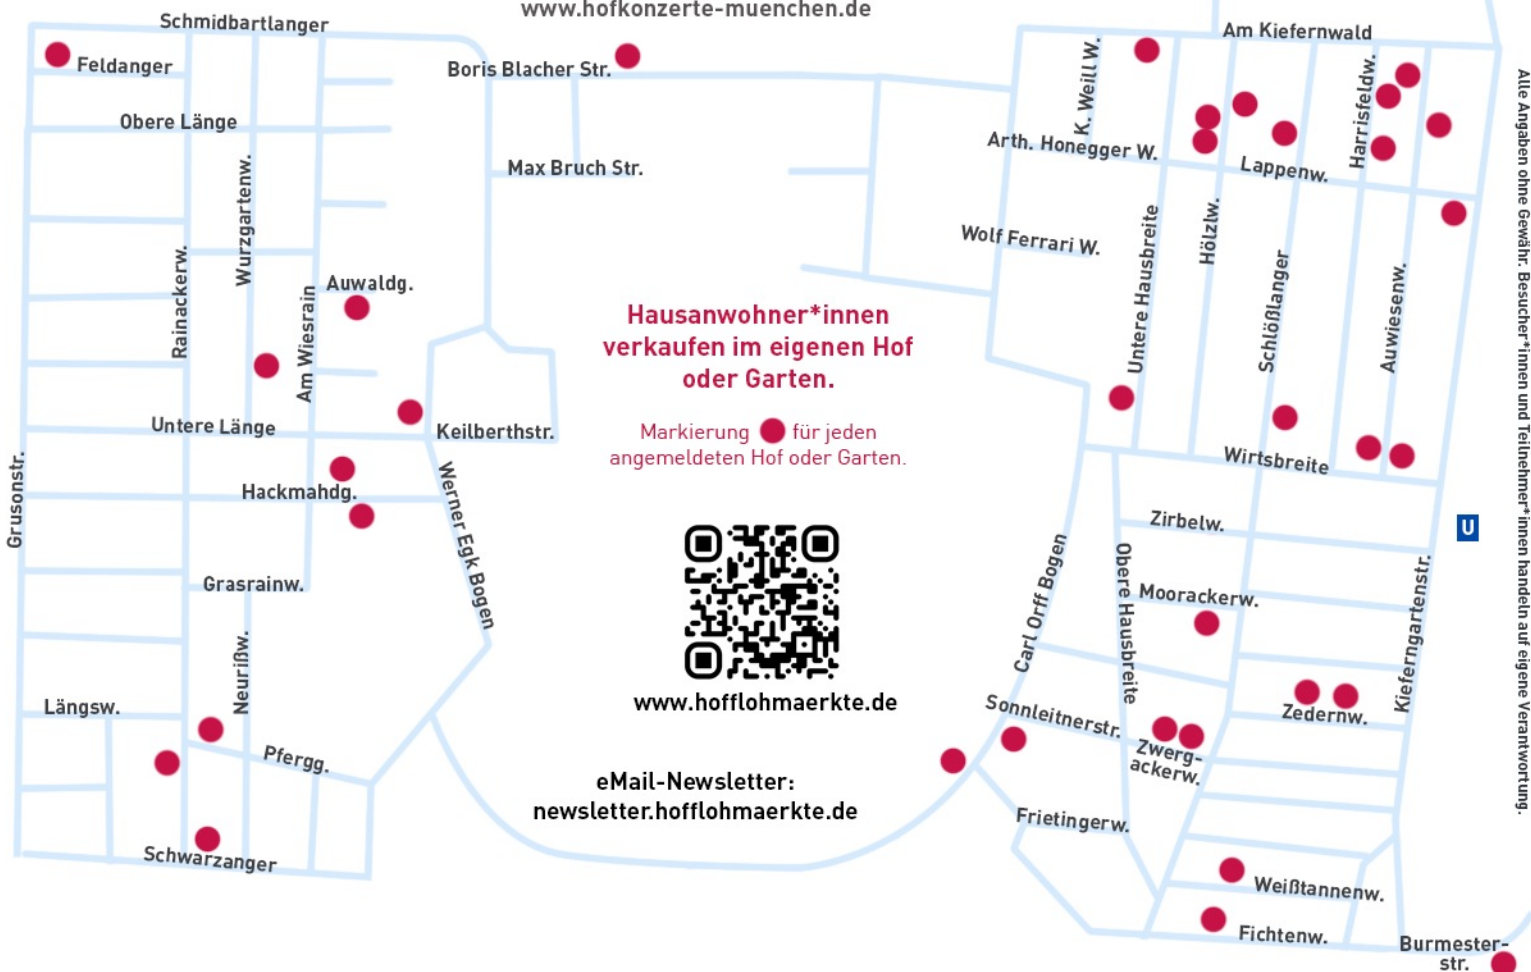 www.hofkonzerte-muenchen.de
Schmidbartlanger
Feldanger
Obere Länge
Boris Blacher Str.
Max Bruch Str.
Am Kiefernwald
K. Weill W.
Arth. Honegger W.
Harrisfeldw.
Lappenw.
Wolf Ferrari W.
Untere Hausbreite
Hölzlw.
Schlößlanger
Auwiesenw.
Wurzgartenw.
Rainackerw.
Am Wiesrain
Auwaldg.
Hausanwohner*innen
verkaufen im eigenen Hof
oder Garten.
Markierung für jeden
angemeldeten Hof oder Garten.
Untere Länge
Keilberthstr.
Hackmahdg.
Grusonstr.
Werner Egk Bogen
Grasrainw.
Neurißw.
Längsw.
Pfergg.
Schwarzanger
www.hofflohmaerkte.de
eMail-Newsletter:
newsletter.hofflohmaerkte.de
Wirtsbreite
Zirbelw.
Obere Hausbreite
Moorackerw.
Carl Orff Bogen
Kieferngartenstr.
U
Sonnleitnerstr.
Zwerg-
ackerw.
Zedernw.
Frietingerw.
Weißtannenw.
Fichtenw.
Burmester-
str.
Alle Angaben ohne Gewähr. Besucher*innen und Teilnehmer*innen handeln auf eigene Verantwortung.